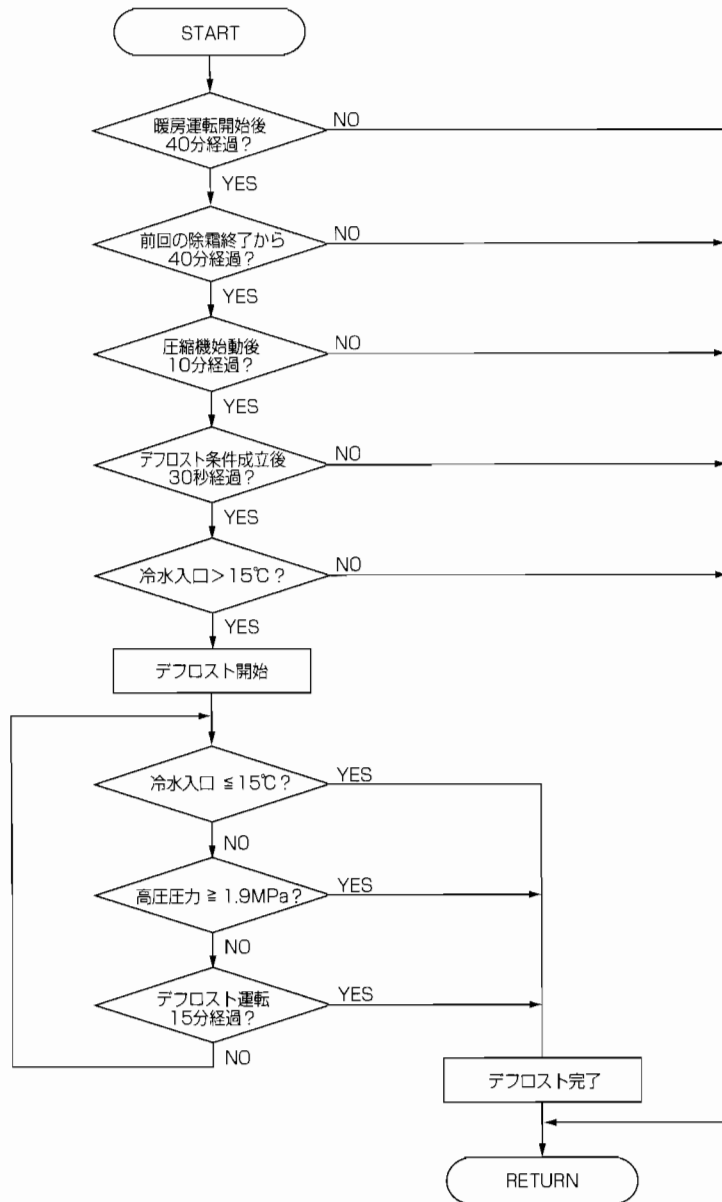 START
暖房運転開始後
40分経過？
NO
YES
前回の除霜終了から
40分経過？
NO
YES
圧縮機始動後
10分経過？
NO
YES
デフロスト条件成立後
30秒経過？
NO
YES
冷水入口＞15℃？
NO
YES
デフロスト開始
冷水入口 ≦15℃？
YES
NO
高圧圧力 ≧ 1.9MPa？
YES
NO
デフロスト運転
15分経過？
YES
NO
デフロスト完了
RETURN